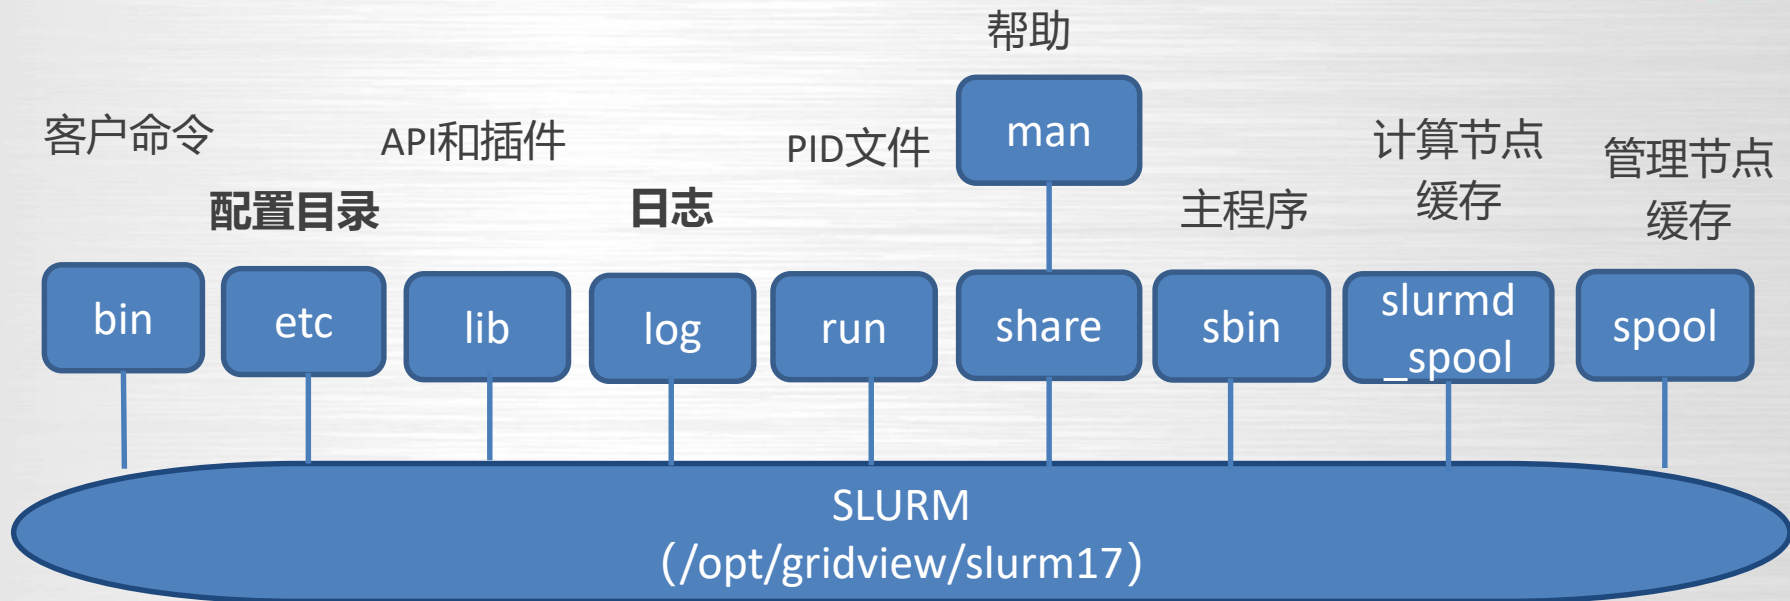 帮助
man
客户命令
API和插件
PID文件
计算节点
缓存
管理节点
缓存
配置目录
日志
主程序
bin
etc
lib
log
run
share
sbin
slurmd
_spool
spool
SLURM
（/opt/gridview/slurm17）